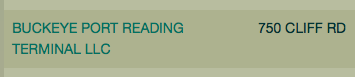 BUCKEYE PORT READING 750 CLIFF RD
TERMINAL LLC